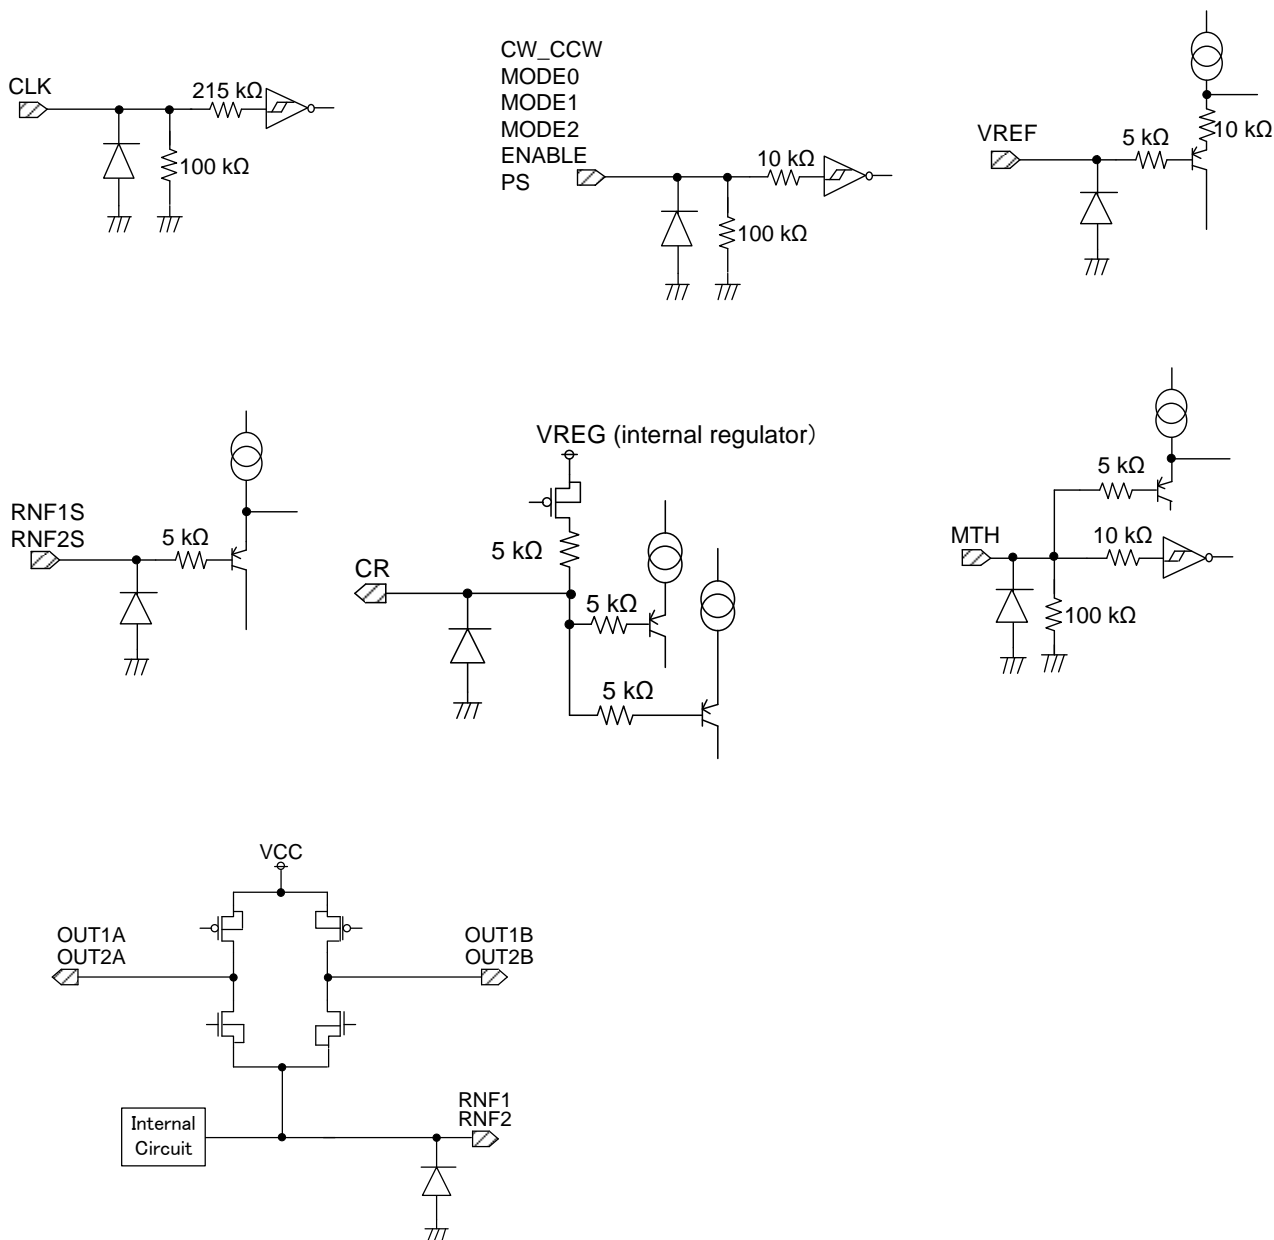 CLK
215 kΩ
100 kΩ
CW_CCW
MODE0
MODE1
MODE2
ENABLE
PS
10 kΩ
100 kΩ
VREF
5 kΩ
10 kΩ
RNF1S
RNF2S
5 kΩ
VREG (internal regulator）
5 kΩ
CR
5 kΩ
5 kΩ
MTH
5 kΩ
10 kΩ
100 kΩ
VCC
OUT1A
OUT2A
OUT1B
OUT2B
Internal
Circuit
RNF1
RNF2